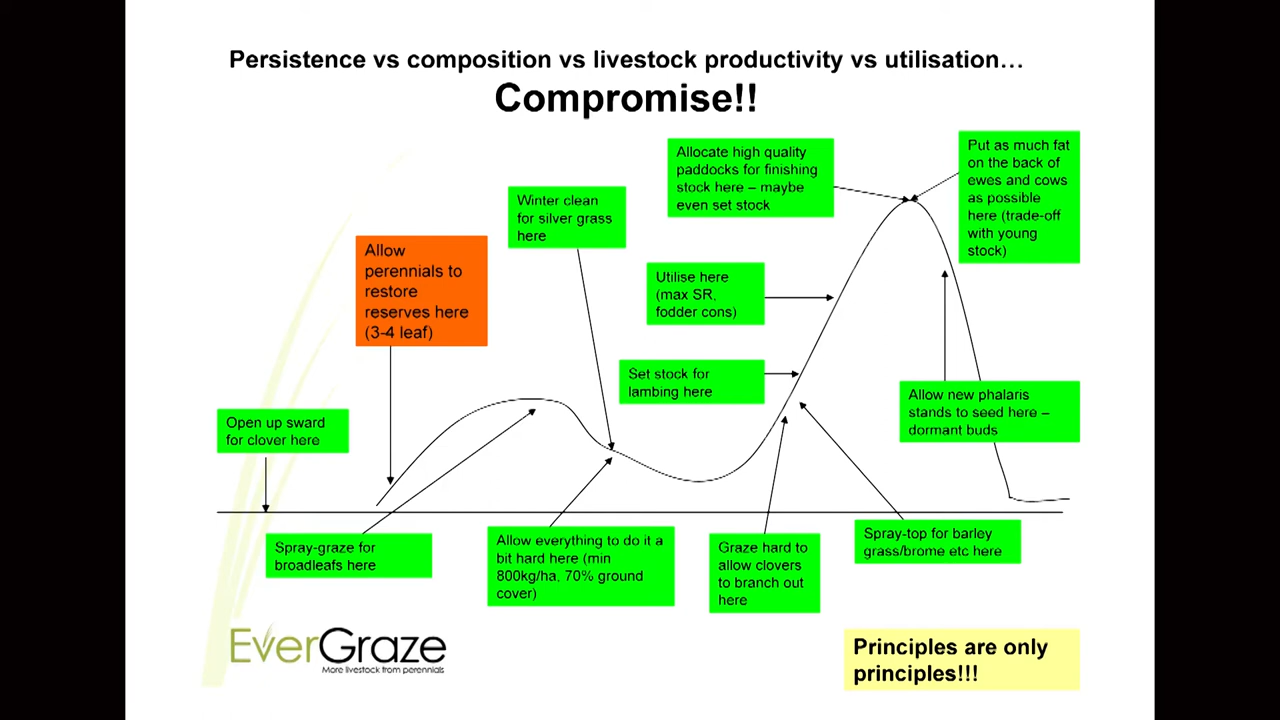 Persistence vs composition vs livestock productivity vs utilisation…
Compromise!!
Allocate high quality
paddocks for finishing
stock here – maybe
even set stock
Put as much fat
on the back of
ewes and cows
as possible
here (trade-off
with young
stock)
Winter clean
for silver grass
here
Allow
perennials to
restore
reserves here
(3-4 leaf)
Utilise here
(max SR,
fodder cons)
Set stock for
lambing here
Allow new phalaris
stands to seed here –
dormant buds
Open up sward
for clover here
Spray-graze for
broadleafs here
Allow everything to do it a
bit hard here (min
800kg/ha, 70% ground
cover)
Graze hard to
allow clovers
to branch out
here
Spray-top for barley
grass/brome etc here
EverGraze
More livestock from perennials
Principles are only
principles!!!